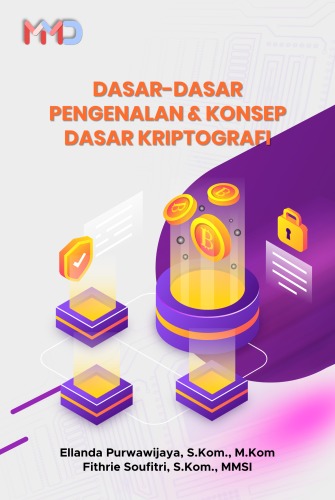 MMD
DASAR-DASAR
PENGENALAN & KONSEP
DASAR KRIPTOGRAFI
Ellanda Purwawijaya, S.Kom., M.Kom
Fithrie Soufitri, S.Kom., MMSI